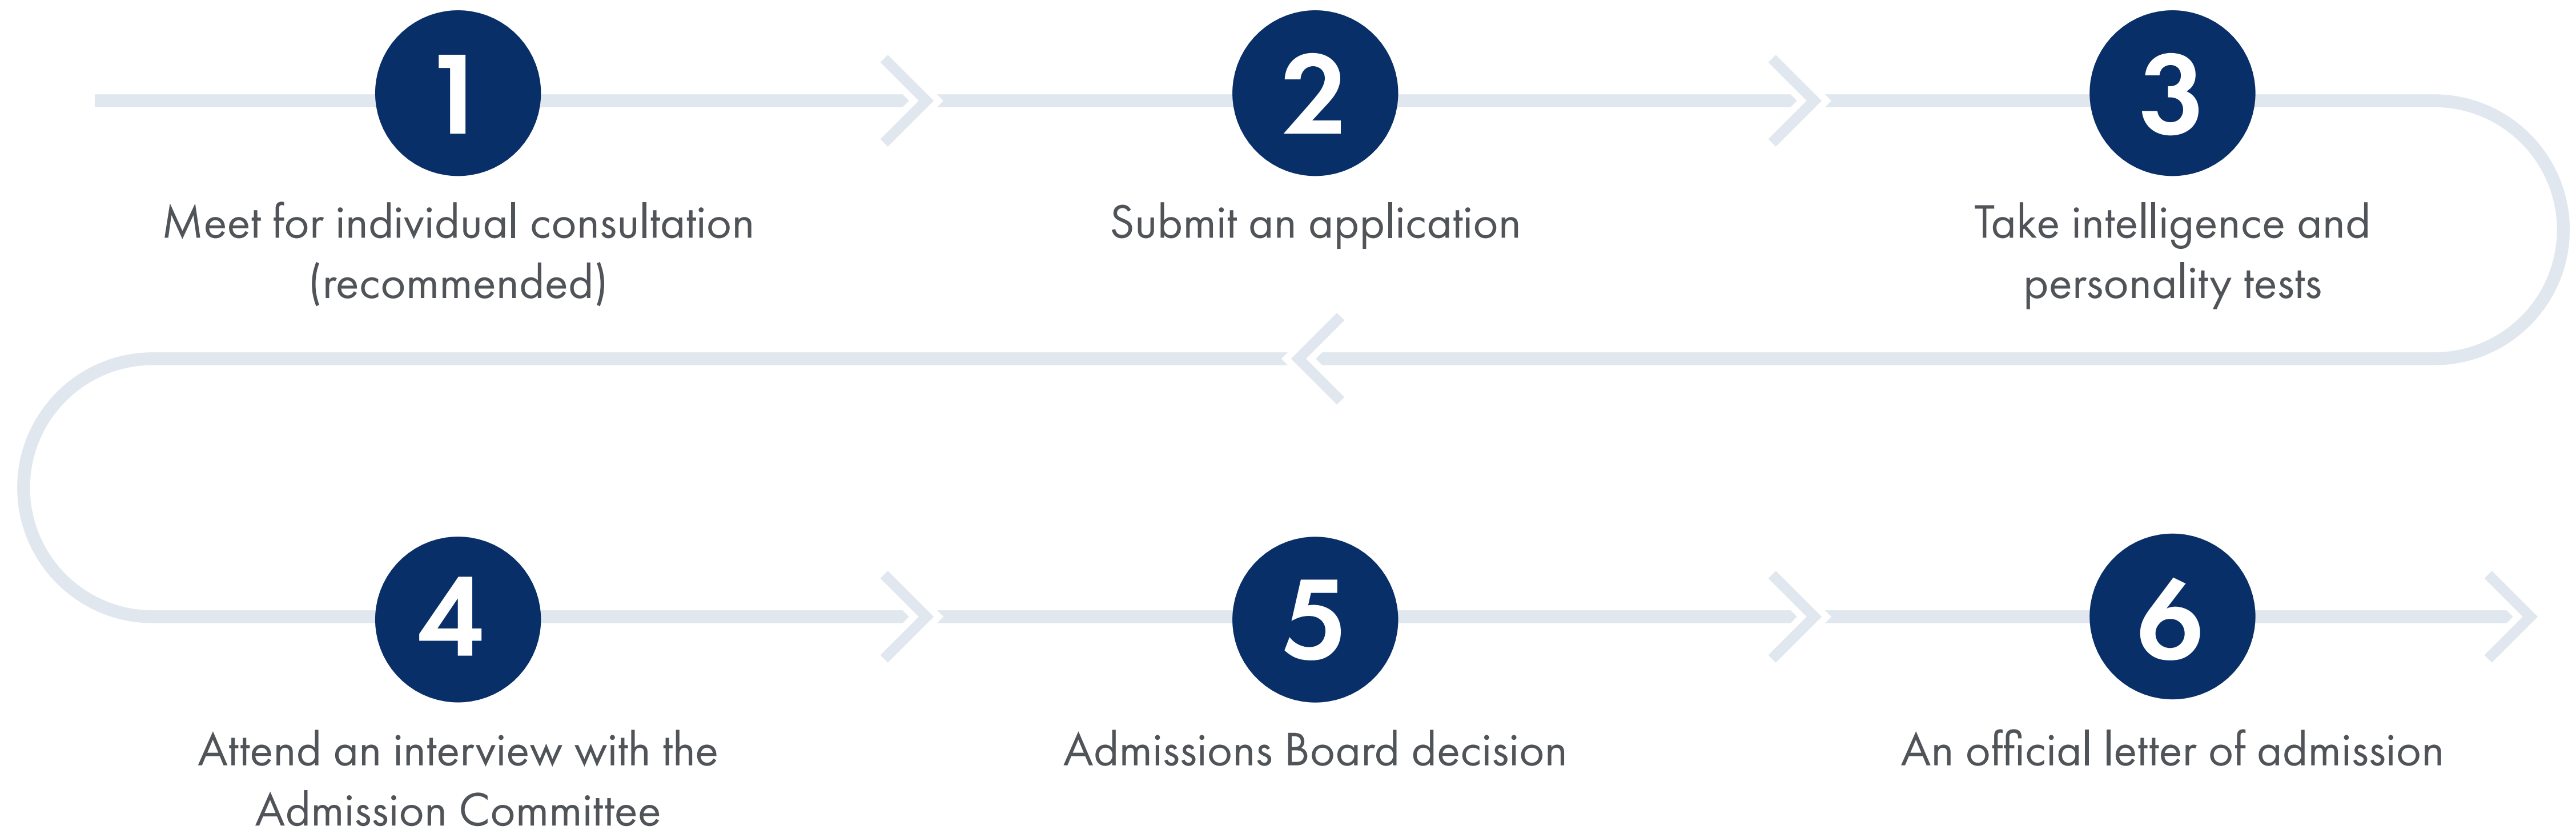 1
Meet for individual consultation
(recommended)
2
Submit an application
3
Take intelligence and
personality tests
4
Attend an interview with the
Admission Committee
5
Admissions Board decision
6
An official letter of admission